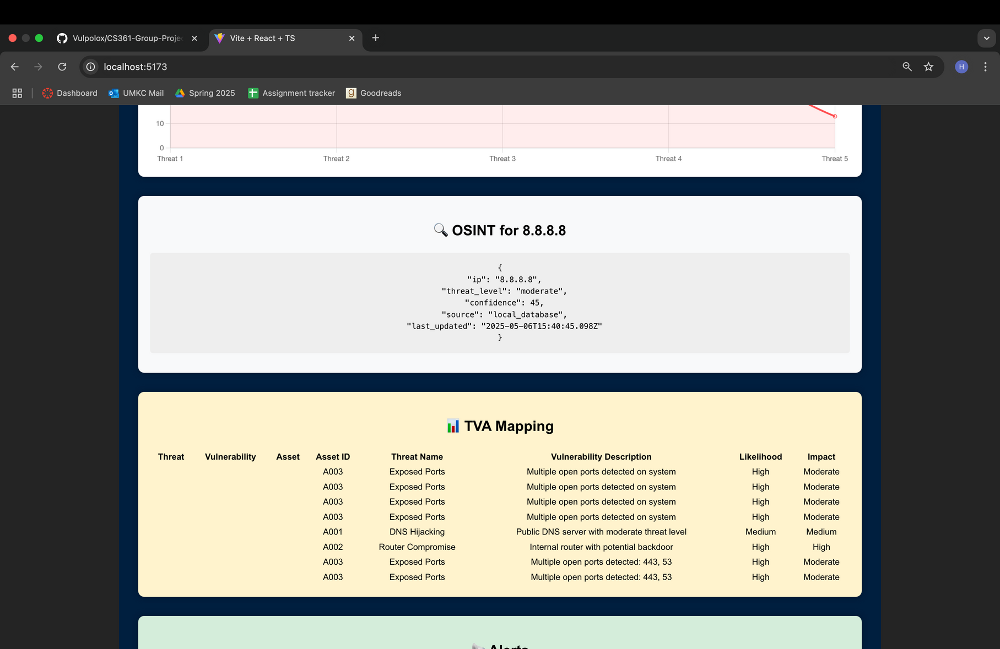 Vulpolox/CS361-Group-Proje
Vite + React + TS
localhost:5173
H
Dashboard
UMKC Mail
Spring 2025
Assignment tracker
Goodreads
10
0
Threat 1 Threat 2 Threat 3 Threat 4 Threat 5
🔍 OSINT for 8.8.8.8
{
"ip": "8.8.8.8",
"threat_level": "moderate",
"confidence": 45,
"source": "local_database",
"last_updated": "2025-05-06T15:40:45.098Z"
}
📊 TVA Mapping
Threat Vulnerability Asset Asset ID Threat Name Vulnerability Description Likelihood Impact
A003 Exposed Ports Multiple open ports detected on system High Moderate
A003 Exposed Ports Multiple open ports detected on system High Moderate
A003 Exposed Ports Multiple open ports detected on system High Moderate
A003 Exposed Ports Multiple open ports detected on system High Moderate
A001 DNS Hijacking Public DNS server with moderate threat level Medium Medium
A002 Router Compromise Internal router with potential backdoor High High
A003 Exposed Ports Multiple open ports detected: 443, 53 High Moderate
A003 Exposed Ports Multiple open ports detected: 443, 53 High Moderate
Alerts